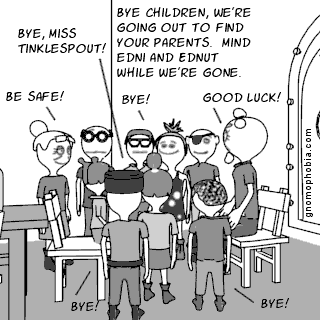 BYE, MISS
TINKLESPOUT!
BYE CHILDREN, WE'RE
GOING OUT TO FIND
YOUR PARENTS. MIND
EDNI AND EDNUT
WHILE WE'RE GONE.
BE SAFE!
BYE!
GOOD LUCK!
BYE!
BYE!
gnomophobia.com